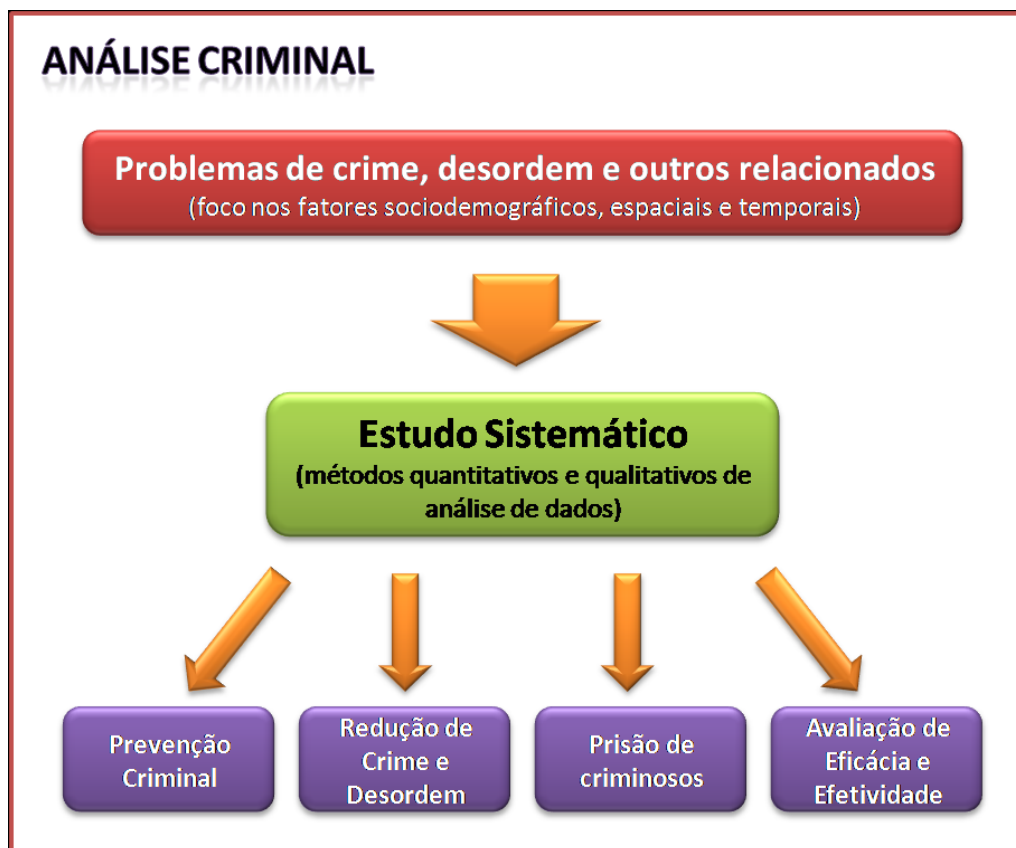 ANÁLISE CRIMINAL
Problemas de crime, desordem e outros relacionados
(foco nos fatores sociodemográficos, espaciais e temporais)
Estudo Sistemático
(métodos quantitativos e qualitativos de
análise de dados)
Prevenção
Criminal
Redução de
Crime e
Desordem
Prisão de
criminosos
Avaliação de
Eficácia e
Efetividade